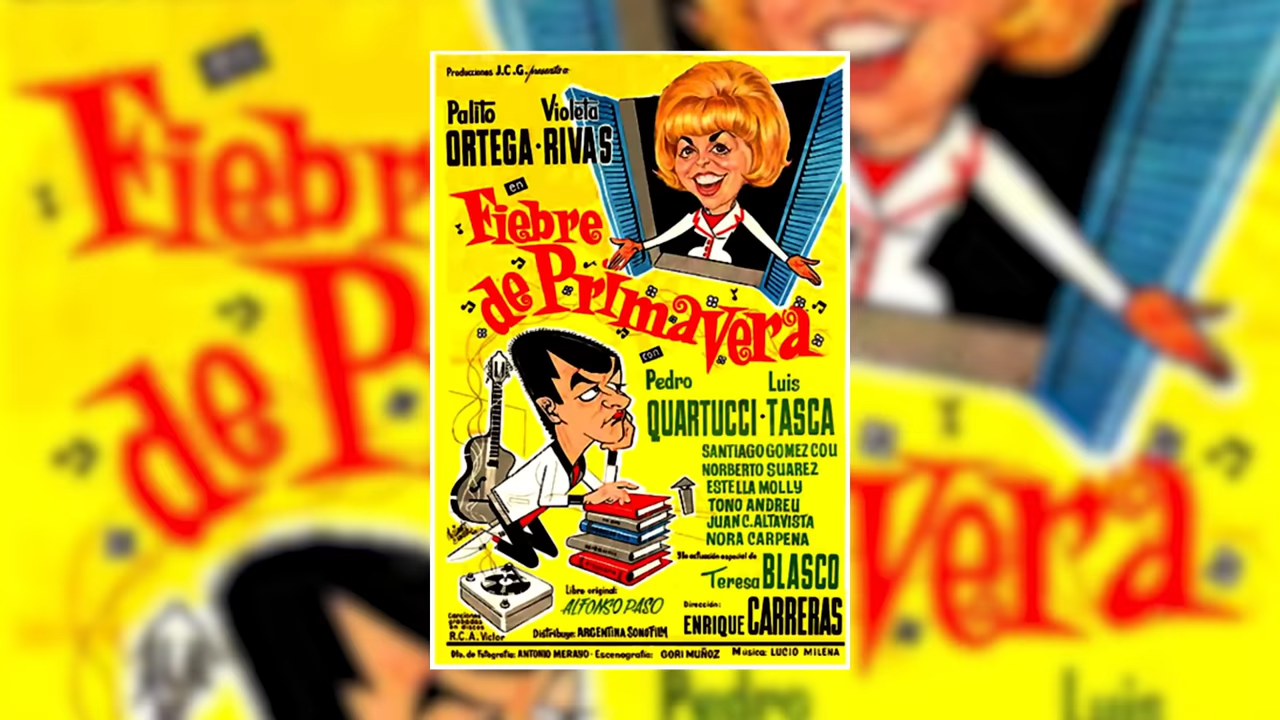 Producciones J.C.G. presenta
Palito Violeta
ORTEGA·RIVAS
en
Fiebre
de Primavera
con
Pedro Luis
QUARTUCCI·TASCA
SANTIAGO GOMEZ COU
NORBERTO SUAREZ
ESTELLA MOLLY
TONO ANDREU
JUAN C. ALTAVISTA
NORA CARPENA
y la actuación especial de
Teresa BLASCO
Libro original:
ALFONSO PASO
Dirección:
ENRIQUE CARRERAS
Canciones
grabadas
en discos
R.C.A. Victor
Distribuye: ARGENTINA SONOFILM
Dto. de Fotografía: ANTONIO MERAYO - Escenografía: GORI MUÑOZ Música: LUCIO MILENA